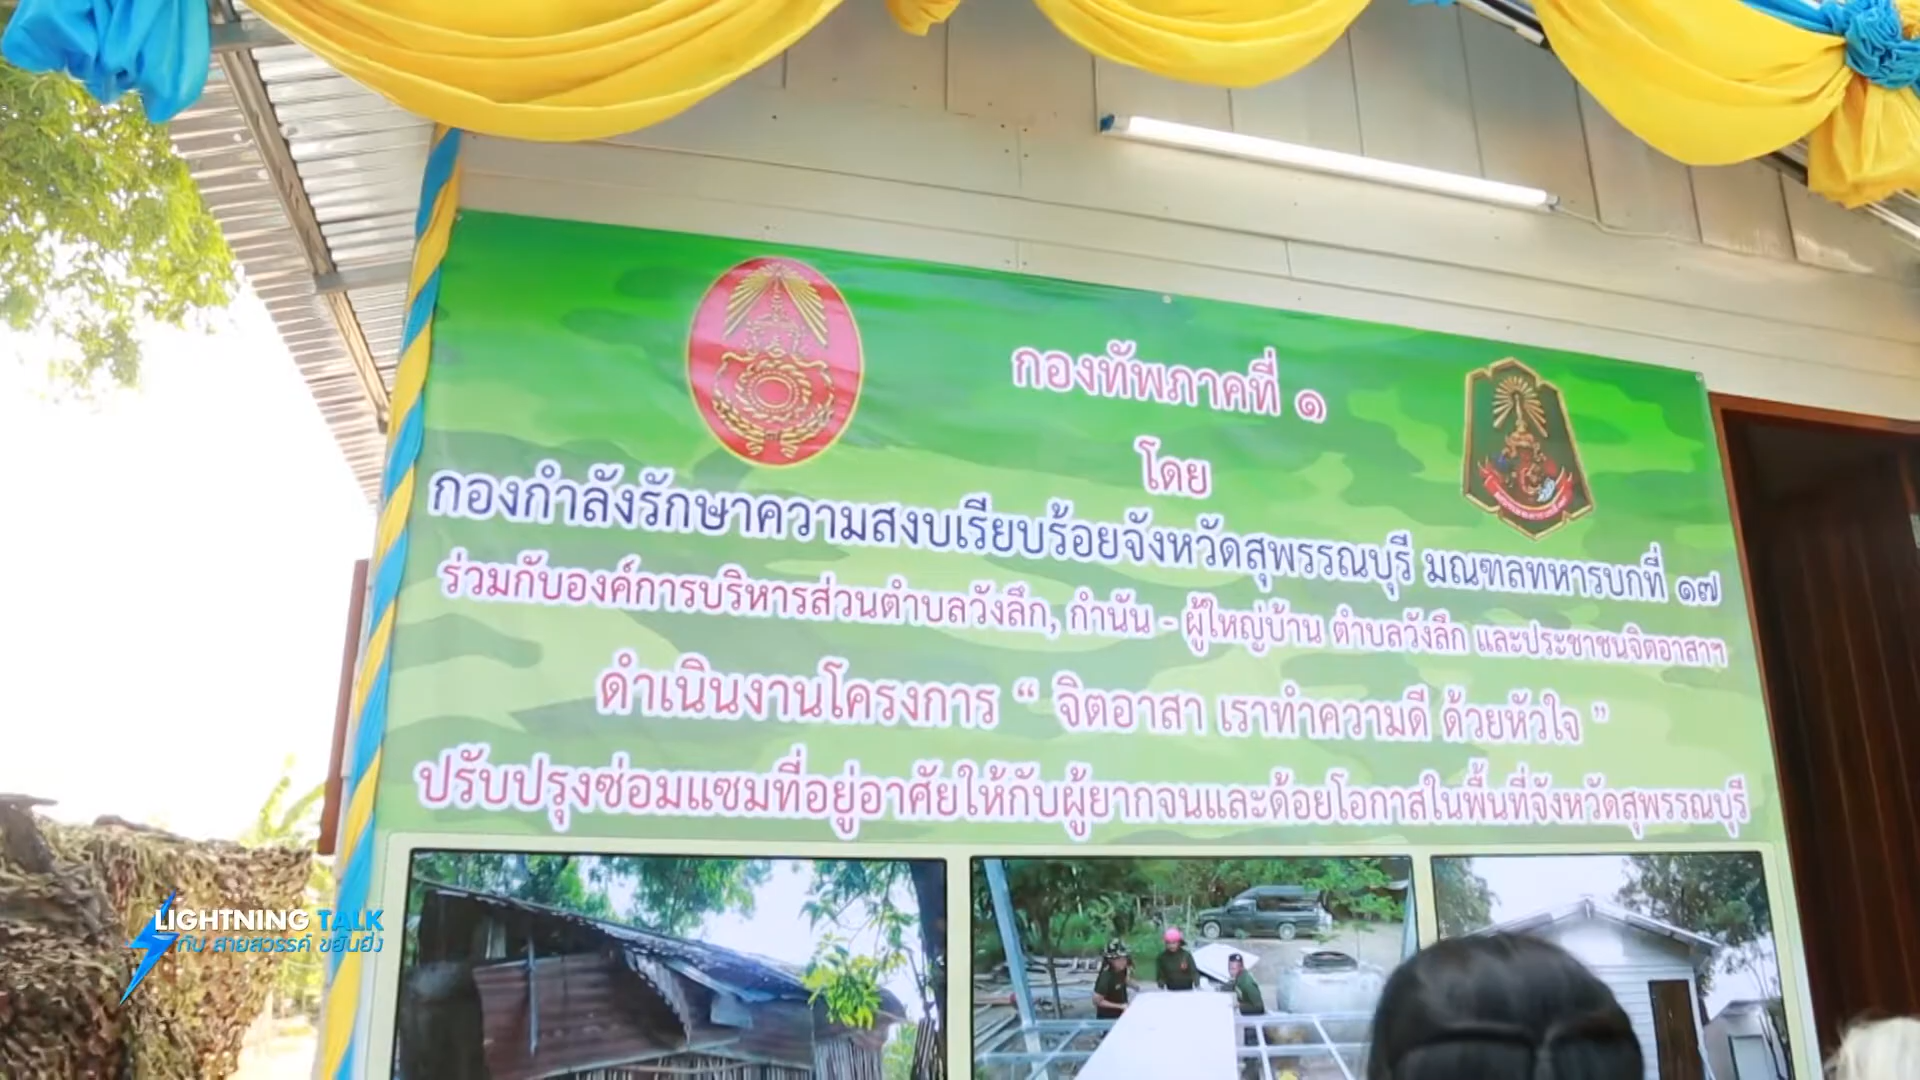 กองทัพภาคที่ ๑
โดย
กองกำลังรักษาความสงบเรียบร้อยจังหวัดสุพรรณบุรี มณฑลทหารบกที่ ๑๗
ร่วมกับองค์การบริหารส่วนตำบลวังลึก, กำนัน - ผู้ใหญ่บ้าน ตำบลวังลึก และประชาชนจิตอาสาฯ
ดำเนินงานโครงการ “ จิตอาสา เราทำความดี ด้วยหัวใจ ”
ปรับปรุงซ่อมแซมที่อยู่อาศัยให้กับผู้ยากจนและด้อยโอกาสในพื้นที่จังหวัดสุพรรณบุรี
LIGHTNING TALK
กับ สายสวรรค์ ขยันยิ่ง